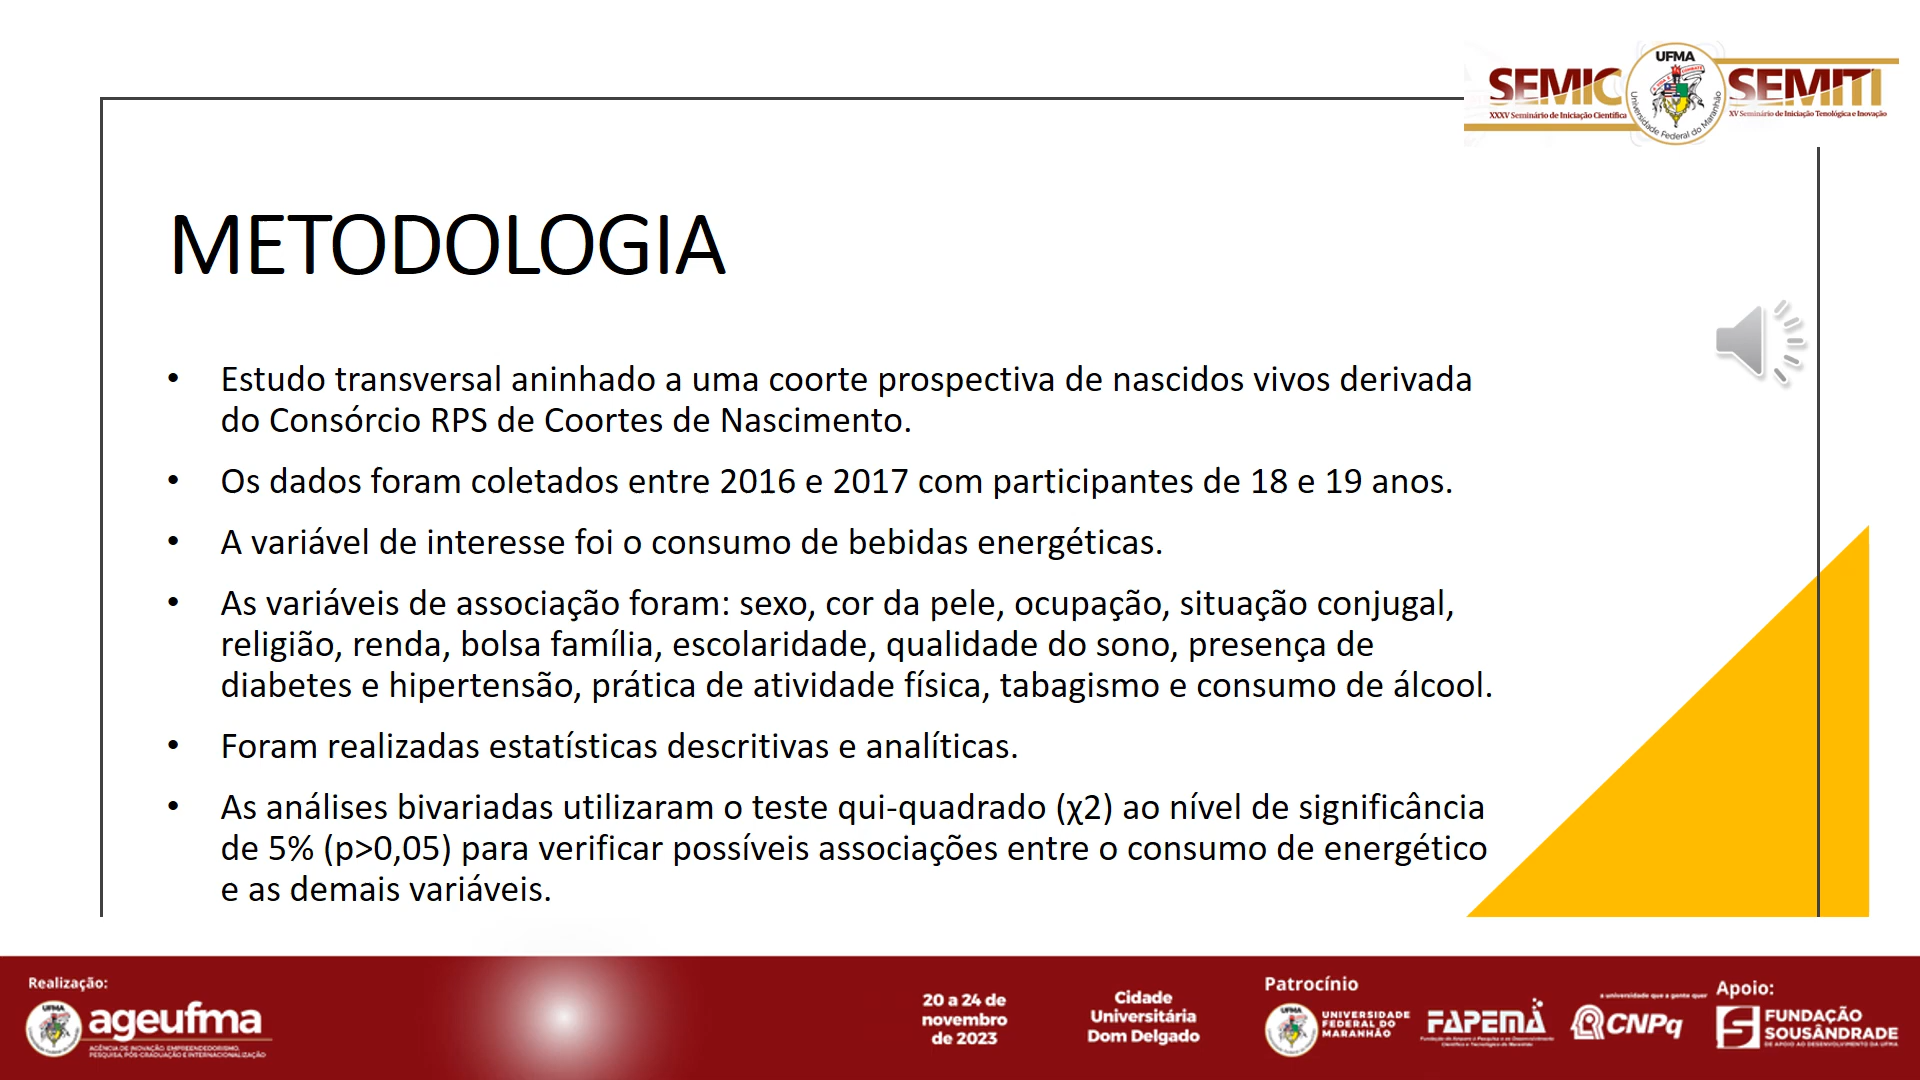 UFMA
SEMIC
SEMITI
XXXV Seminário de Iniciação Científica
XV Seminário de Iniciação Tenológica e Inovação
Universidade Federal do Maranhão
METODOLOGIA
• Estudo transversal aninhado a uma coorte prospectiva de nascidos vivos derivada
do Consórcio RPS de Coortes de Nascimento.
• Os dados foram coletados entre 2016 e 2017 com participantes de 18 e 19 anos.
• A variável de interesse foi o consumo de bebidas energéticas.
• As variáveis de associação foram: sexo, cor da pele, ocupação, situação conjugal,
religião, renda, bolsa família, escolaridade, qualidade do sono, presença de
diabetes e hipertensão, prática de atividade física, tabagismo e consumo de álcool.
• Foram realizadas estatísticas descritivas e analíticas.
• As análises bivariadas utilizaram o teste qui-quadrado (χ2) ao nível de significância
de 5% (p>0,05) para verificar possíveis associações entre o consumo de energético
e as demais variáveis.
Realização:
UFMA
ageufma
AGÊNCIA DE INOVAÇÃO, EMPREENDEDORISMO,
PESQUISA, PÓS-GRADUAÇÃO E INTERNACIONALIZAÇÃO
20 a 24 de
novembro
de 2023
Cidade
Universitária
Dom Delgado
Patrocínio
UFMA
UNIVERSIDADE
FEDERAL DO
MARANHÃO
a universidade que a gente quer
FAPEMA
Fundação de Amparo à Pesquisa e ao Desenvolvimento
Científico e Tecnológico do Maranhão
CNPq
Apoio:
FUNDAÇÃO
SOUSÂNDRADE
DE APOIO AO DESENVOLVIMENTO DA UFMA